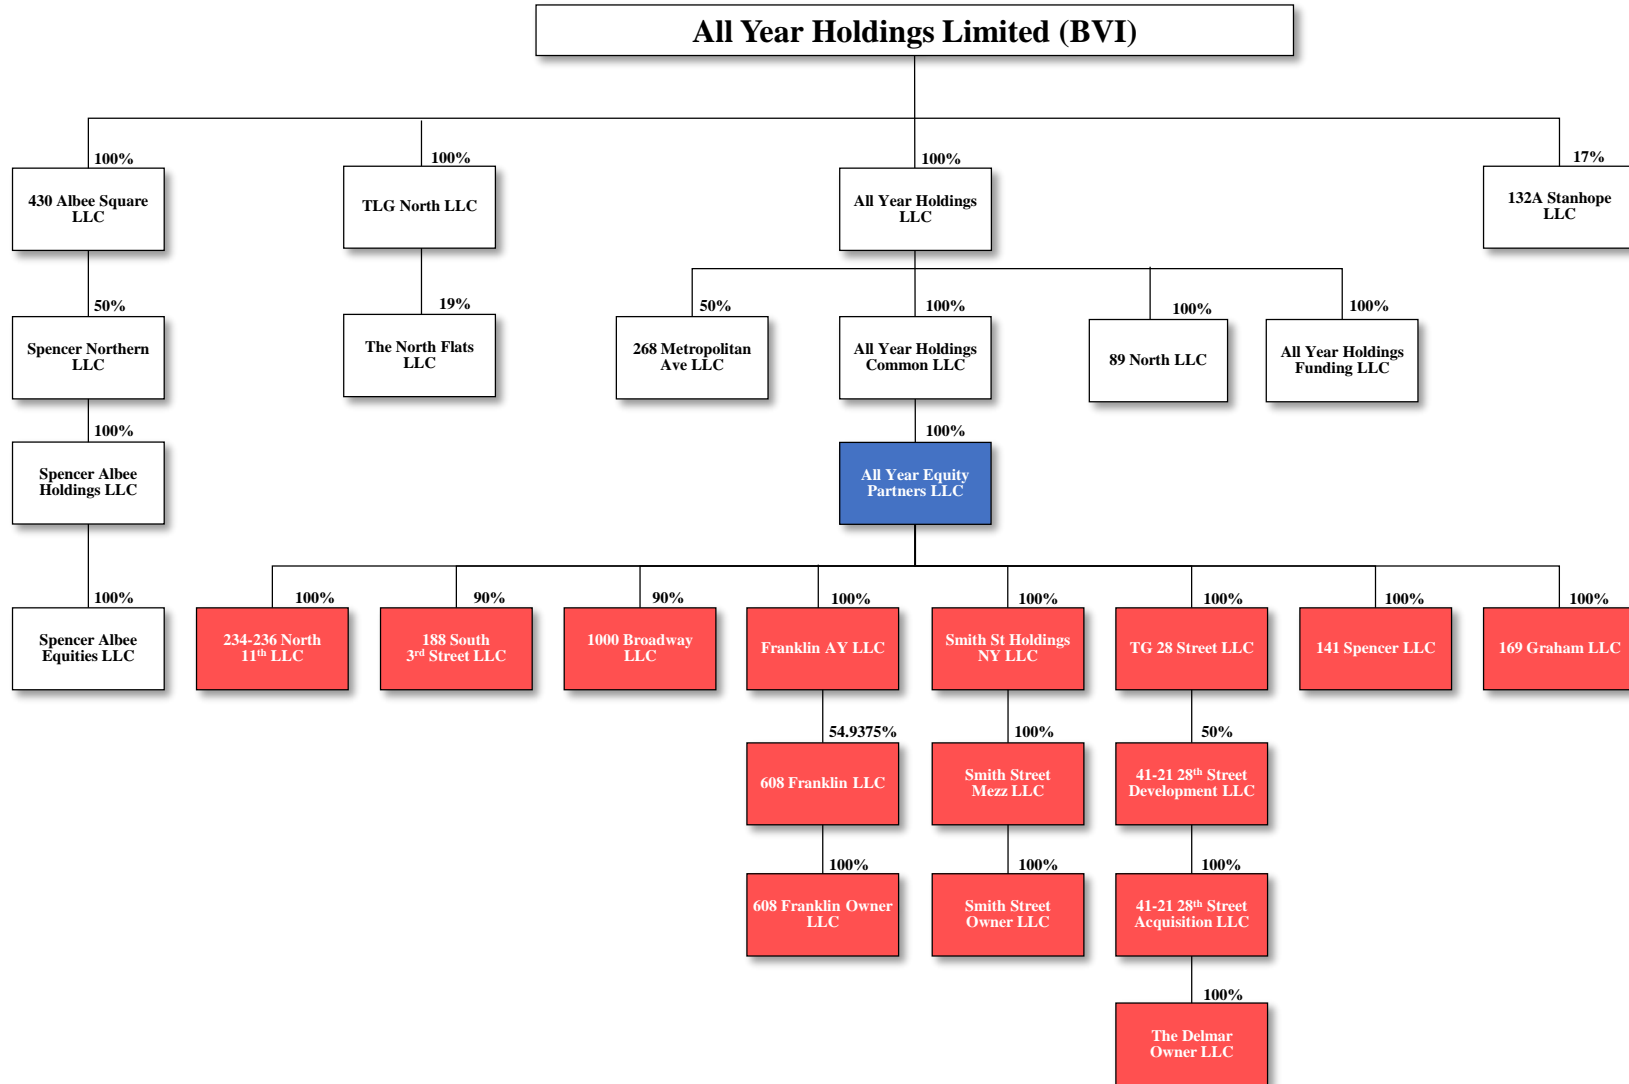 All Year Holdings Limited (BVI)
100%
100%
100%
17%
430 Albee Square
LLC
TLG North LLC
All Year Holdings
LLC
132A Stanhope
LLC
50%
19%
50%
100%
100%
100%
Spencer Northern
LLC
The North Flats
LLC
268 Metropolitan
Ave LLC
All Year Holdings
Common LLC
89 North LLC
All Year Holdings
Funding LLC
100%
100%
Spencer Albee
Holdings LLC
All Year Equity
Partners LLC
100%
100%
90%
90%
100%
100%
100%
100%
100%
Spencer Albee
Equities LLC
234-236 North
11th LLC
188 South
3rd Street LLC
1000 Broadway
LLC
Franklin AY LLC
Smith St Holdings
NY LLC
TG 28 Street LLC
141 Spencer LLC
169 Graham LLC
54.9375%
100%
50%
608 Franklin LLC
Smith Street
Mezz LLC
41-21 28th Street
Development LLC
100%
100%
100%
608 Franklin Owner
LLC
Smith Street
Owner LLC
41-21 28th Street
Acquisition LLC
100%
The Delmar
Owner LLC